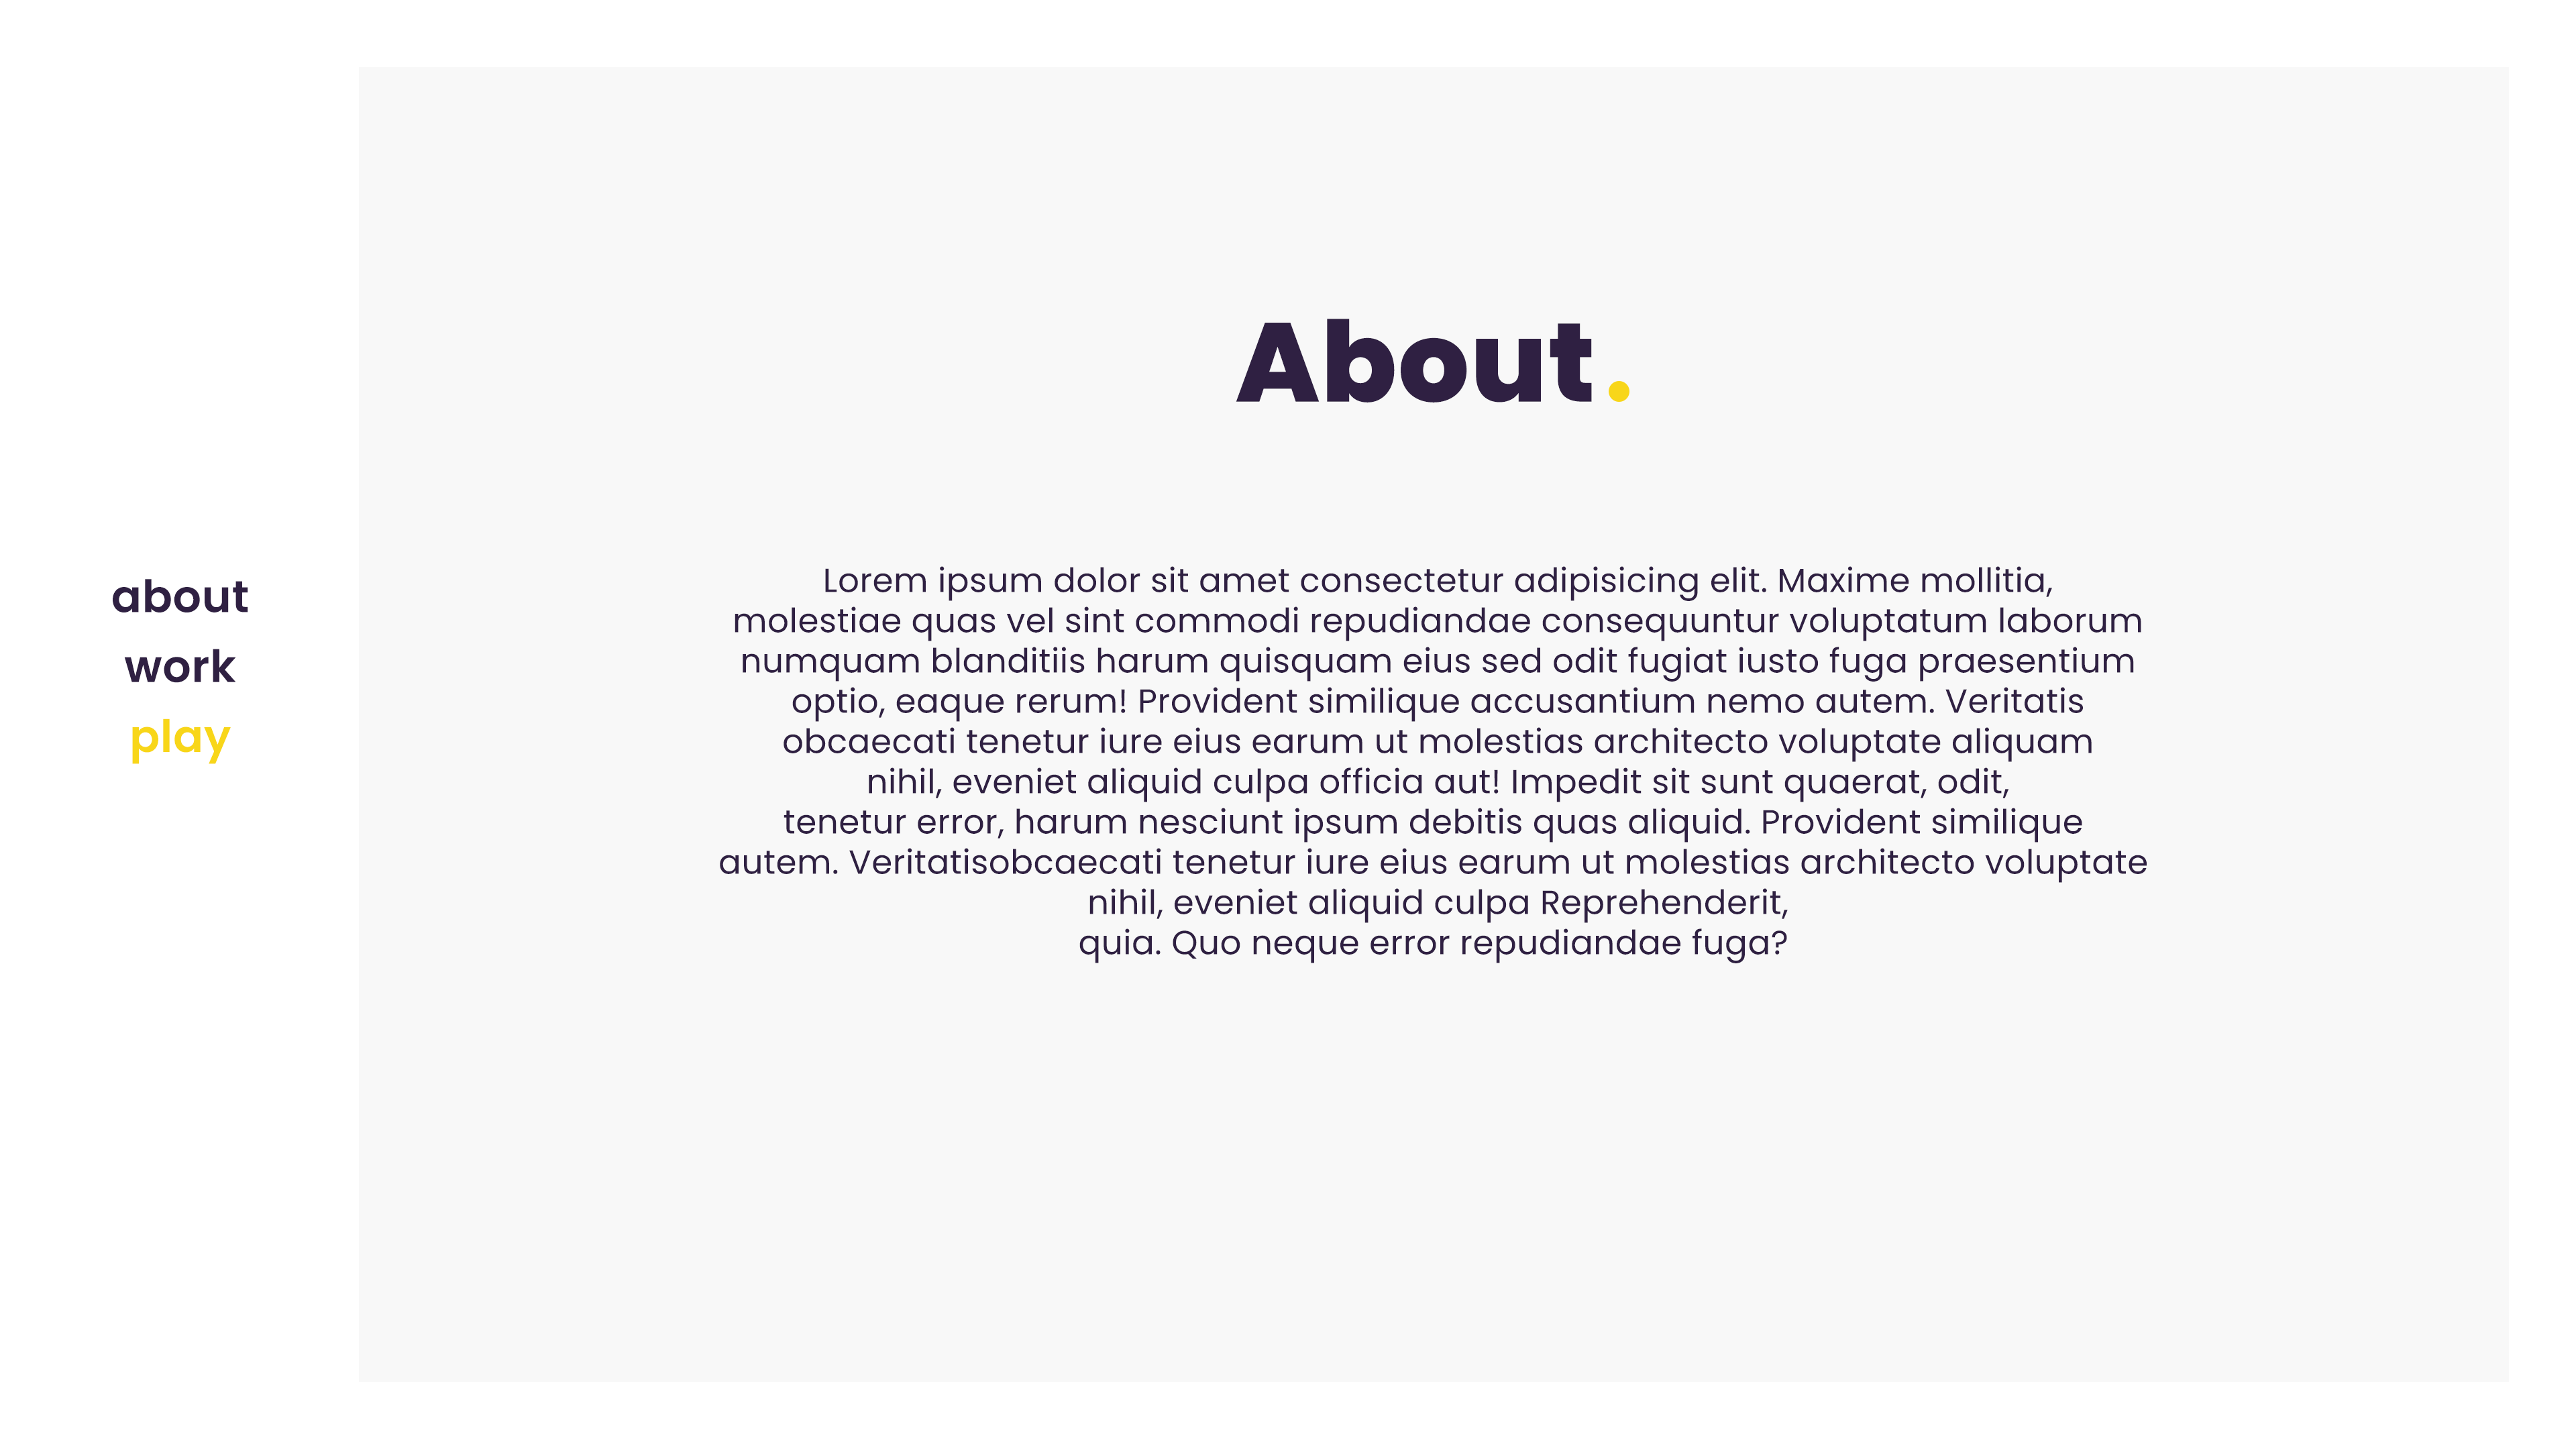 About.
about
work
play
Lorem ipsum dolor sit amet consectetur adipisicing elit. Maxime mollitia,
molestiae quas vel sint commodi repudiandae consequuntur voluptatum laborum
numquam blanditiis harum quisquam eius sed odit fugiat iusto fuga praesentium
optio, eaque rerum! Provident similique accusantium nemo autem. Veritatis
obcaecati tenetur iure eius earum ut molestias architecto voluptate aliquam
nihil, eveniet aliquid culpa officia aut! Impedit sit sunt quaerat, odit,
tenetur error, harum nesciunt ipsum debitis quas aliquid. Provident similique
autem. Veritatisobcaecati tenetur iure eius earum ut molestias architecto voluptate
nihil, eveniet aliquid culpa Reprehenderit,
quia. Quo neque error repudiandae fuga?